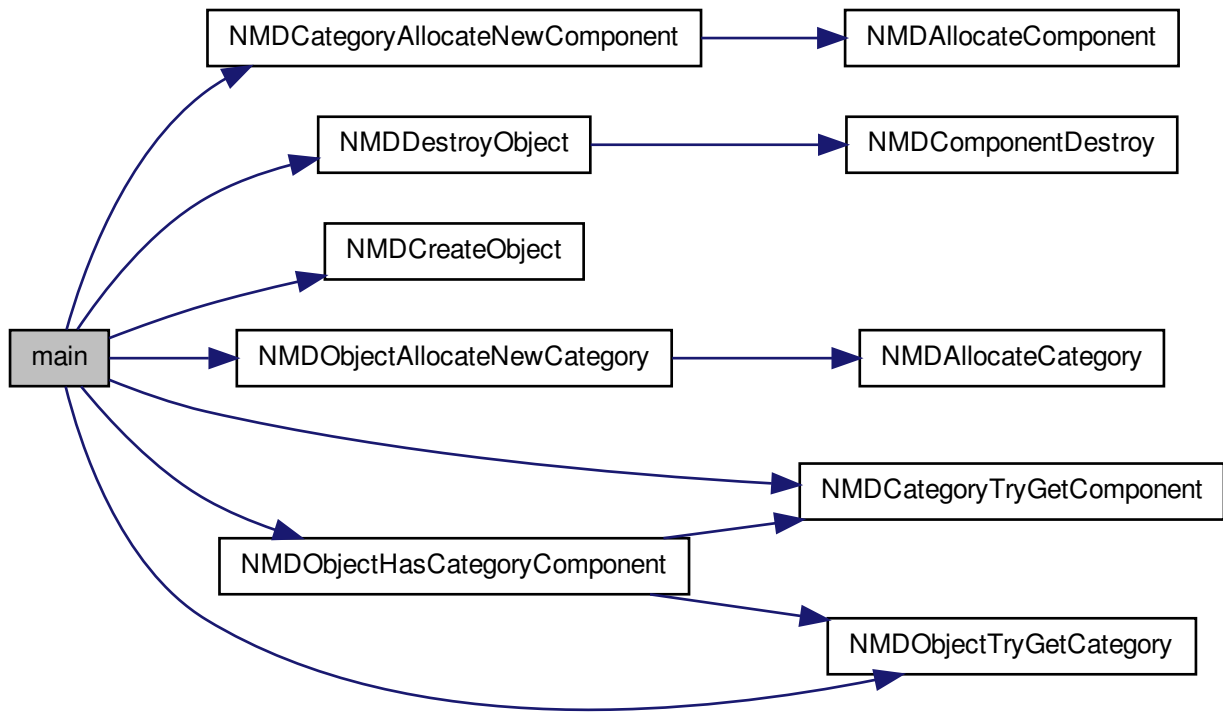 NMDCategoryAllocateNewComponent
NMDAllocateComponent
NMDDestroyObject
NMDComponentDestroy
NMDCreateObject
main
NMDObjectAllocateNewCategory
NMDAllocateCategory
NMDCategoryTryGetComponent
NMDObjectHasCategoryComponent
NMDObjectTryGetCategory